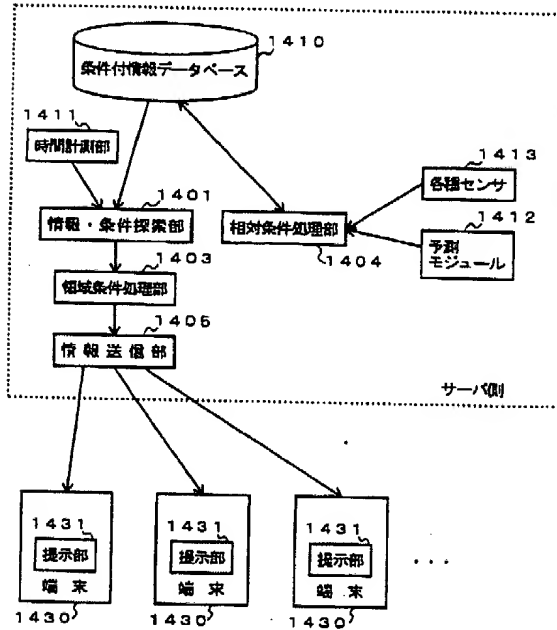 1410
条件付情報データベース
1411
時間計測部
1413
各種センサ
1401
情報・条件探索部
相対条件処理部
1404
1412
予測
モジュール
1403
領域条件処理部
1405
情報送信部
サーバ側
1431
提示部
端末
1430
1431
提示部
端末
1430
1431
提示部
端末
1430
...